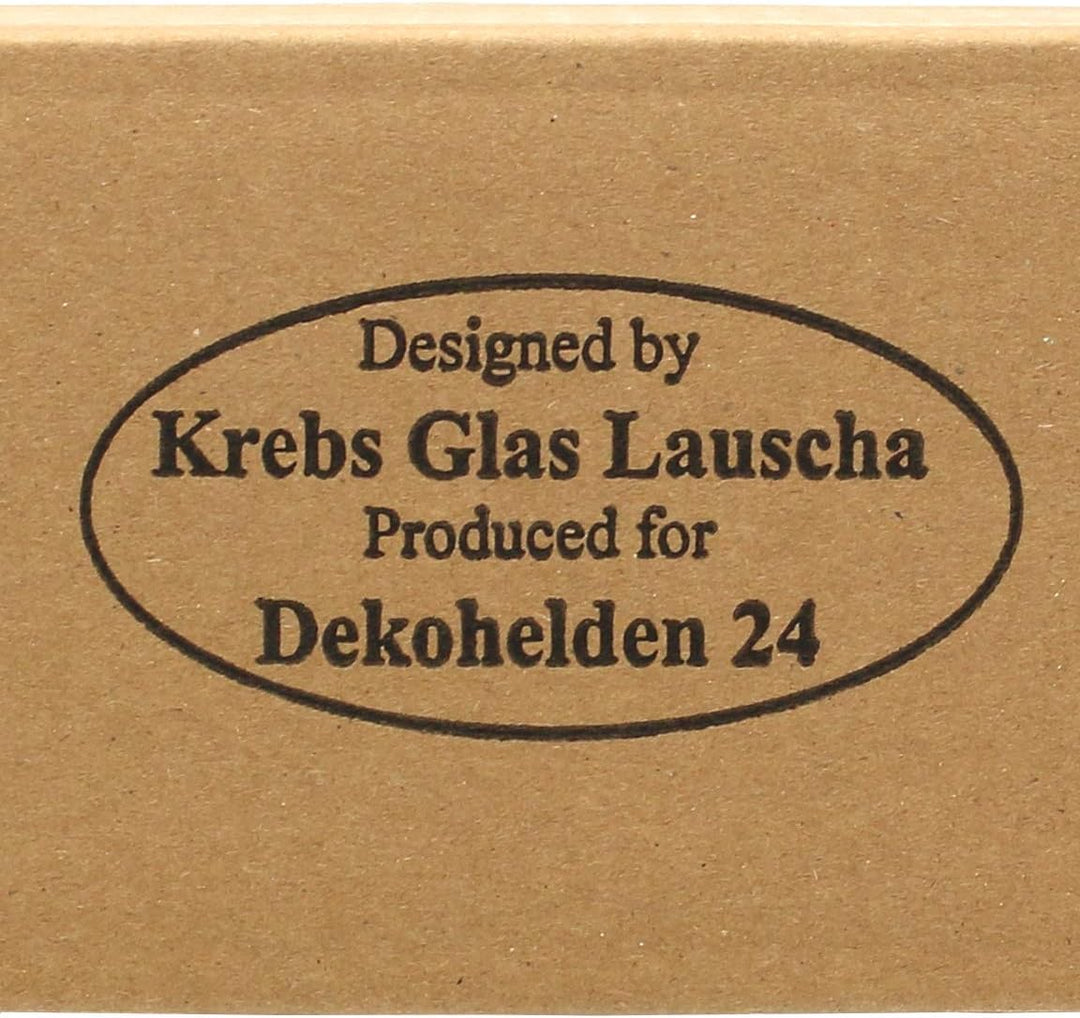 Designed by
Krebs Glas Lauscha
Produced for
Dekohelden 24